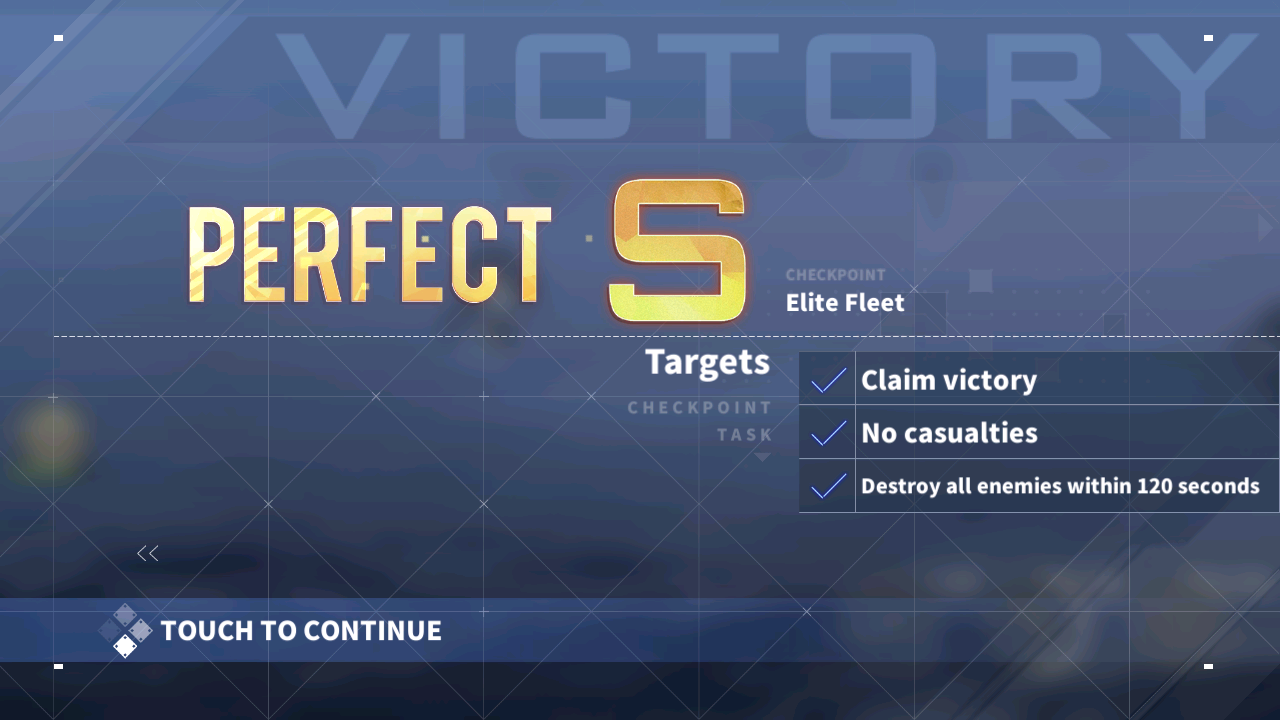 VICTORY
PERFECT S
CHECKPOINT
Elite Fleet
Targets
CHECKPOINT
TASK
Claim victory
No casualties
Destroy all enemies within 120 seconds
TOUCH TO CONTINUE